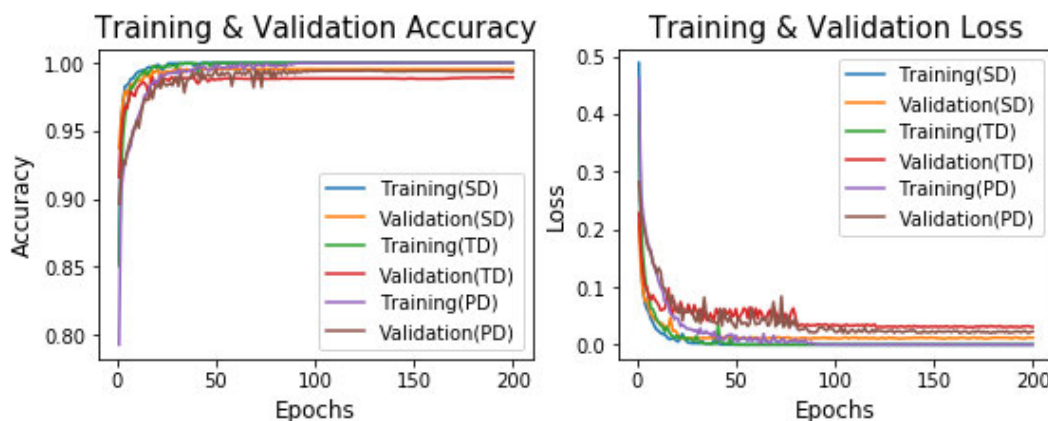 Training & Validation Accuracy
1.00
0.95
0.90
0.85
0.80
Accuracy
Training(SD)
Validation(SD)
Training(TD)
Validation(TD)
Training(PD)
Validation(PD)
0 50 100 150 200
Epochs
Training & Validation Loss
0.5
0.4
0.3
0.2
0.1
0.0
Loss
Training(SD)
Validation(SD)
Training(TD)
Validation(TD)
Training(PD)
Validation(PD)
0 50 100 150 200
Epochs